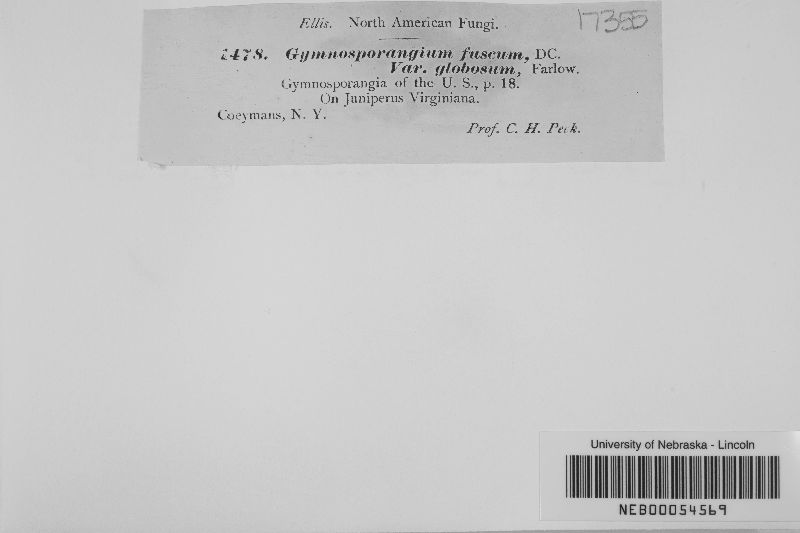 Ellis. North American Fungi.
17355
1478. Gymnosporangium fuscum, DC.
Var. globosum, Farlow.
Gymnosporangia of the U. S., p. 18.
On Juniperus Virginiana.
Coeymans, N. Y.
Prof. C. H. Peck.
University of Nebraska - Lincoln
NEB00054569